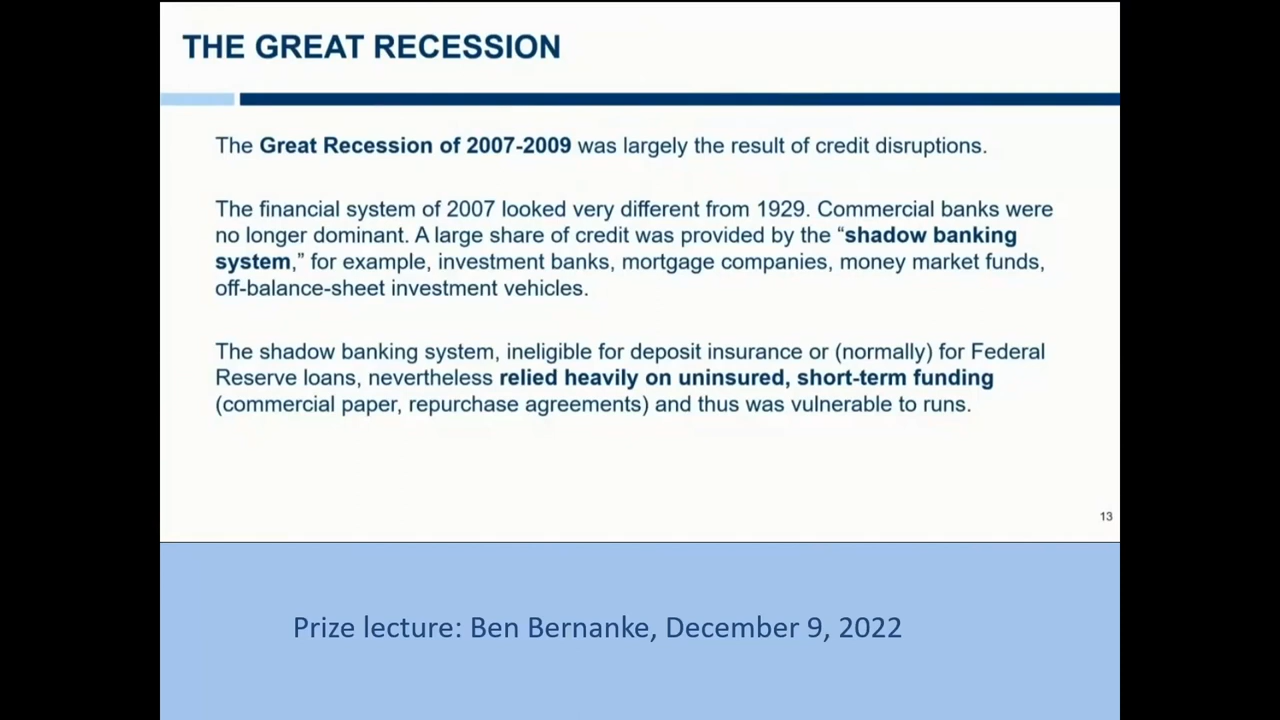 THE GREAT RECESSION
The Great Recession of 2007-2009 was largely the result of credit disruptions.
The financial system of 2007 looked very different from 1929. Commercial banks were
no longer dominant. A large share of credit was provided by the “shadow banking
system,” for example, investment banks, mortgage companies, money market funds,
off-balance-sheet investment vehicles.
The shadow banking system, ineligible for deposit insurance or (normally) for Federal
Reserve loans, nevertheless relied heavily on uninsured, short-term funding
(commercial paper, repurchase agreements) and thus was vulnerable to runs.
13
Prize lecture: Ben Bernanke, December 9, 2022